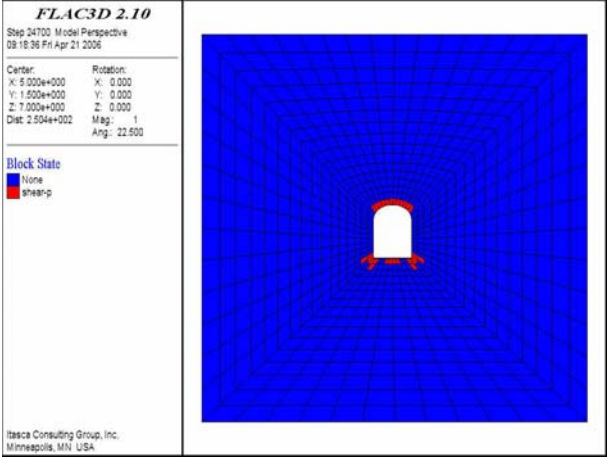 FLAC3D 2.10
Step 24700 Model Perspective
09:18:36 Fri Apr 21 2006
Center: Rotation:
X: 5.000e+000 X: 0.000
Y: 1.500e+000 Y: 0.000
Z: 7.000e+000 Z: 0.000
Dist: 2.504e+002 Mag.: 1
Ang.: 22.500
Block State
None
shear-p
Itasca Consulting Group, Inc.
Minneapolis, MN USA